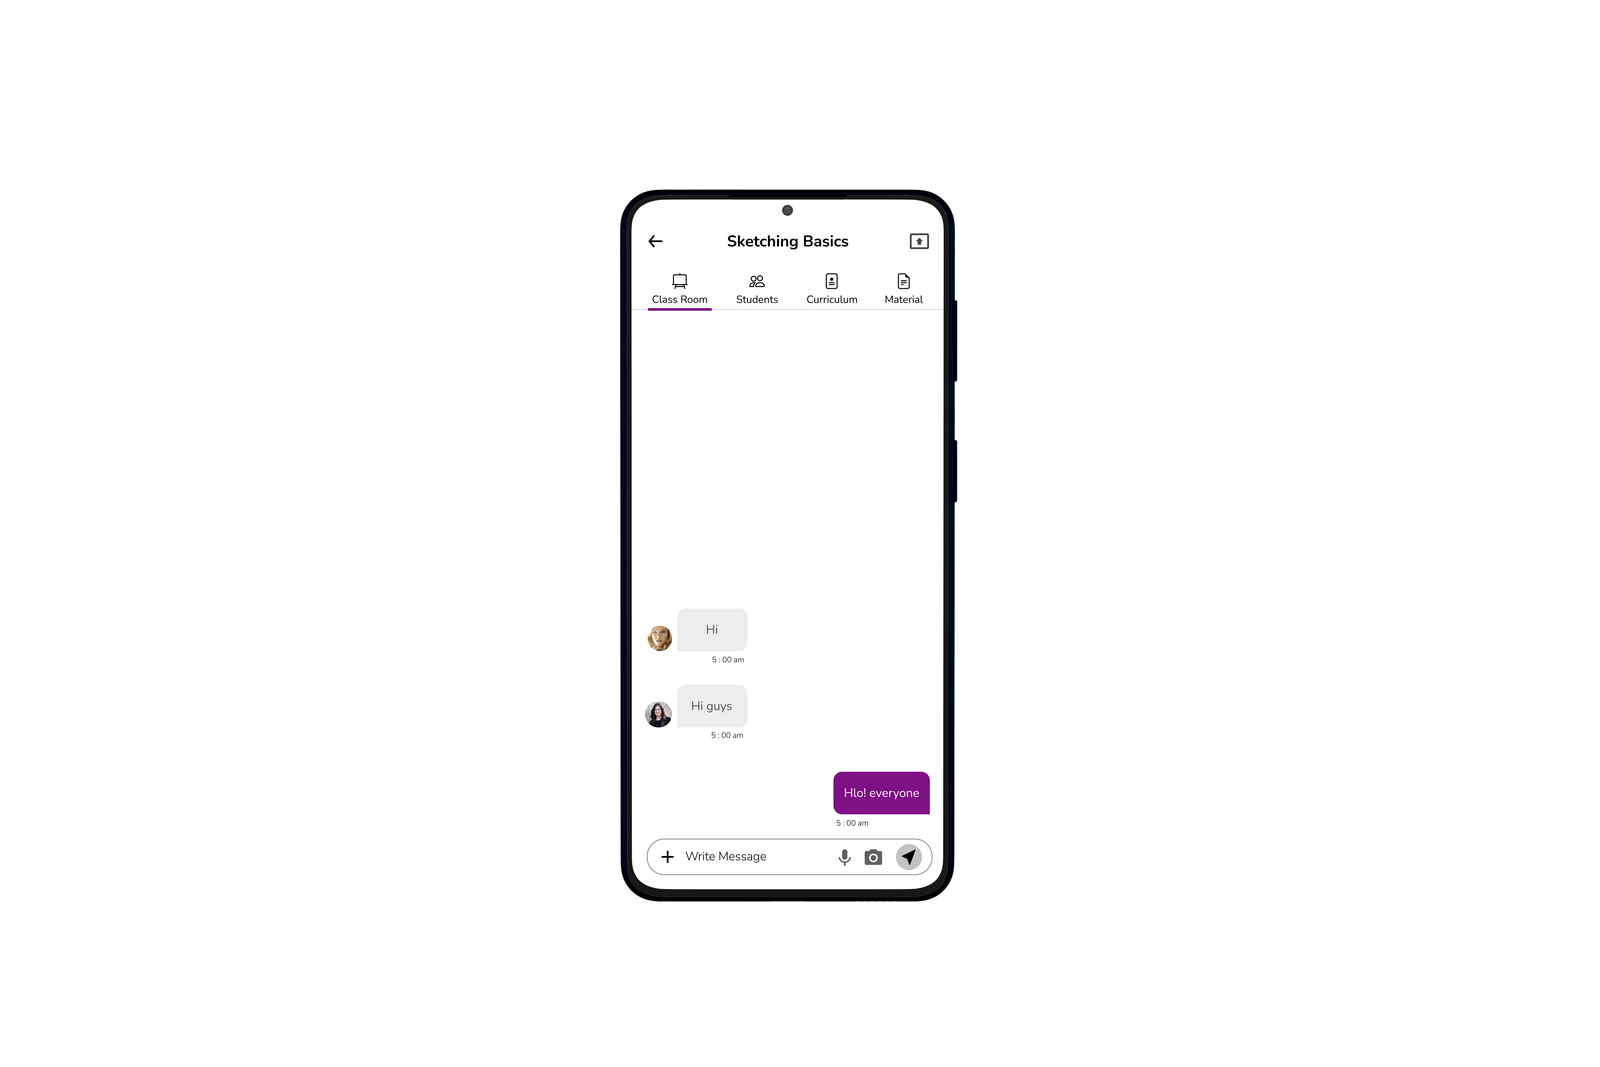 Sketching Basics
Class Room
Students
Curriculum
Material
Hi
5 : 00 am
Hi guys
5 : 00 am
Hlo! everyone
5 : 00 am
Write Message